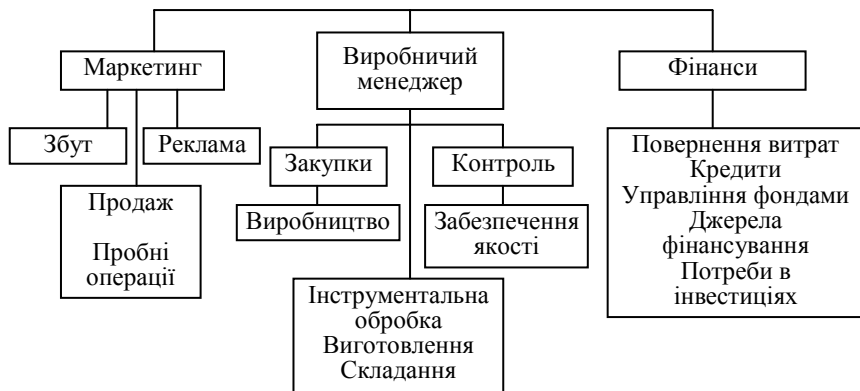 Маркетинг
Виробничий
менеджер
Фінанси
Збут
Реклама
Продаж
Пробні
операції
Закупки
Контроль
Виробництво
Забезпечення
якості
Інструментальна
обробка
Виготовлення
Складання
Повернення витрат
Кредити
Управління фондами
Джерела
фінансування
Потреби в
інвестиціях